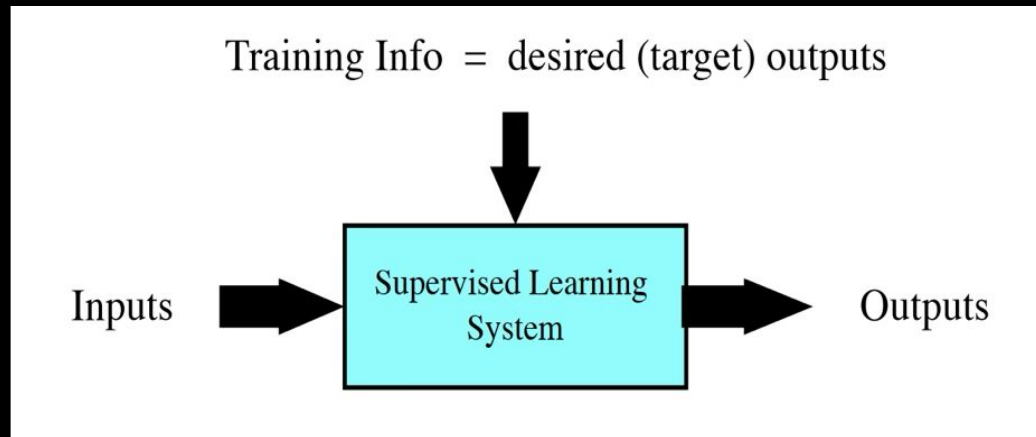 Training Info = desired (target) outputs
Inputs
Supervised Learning
System
Outputs